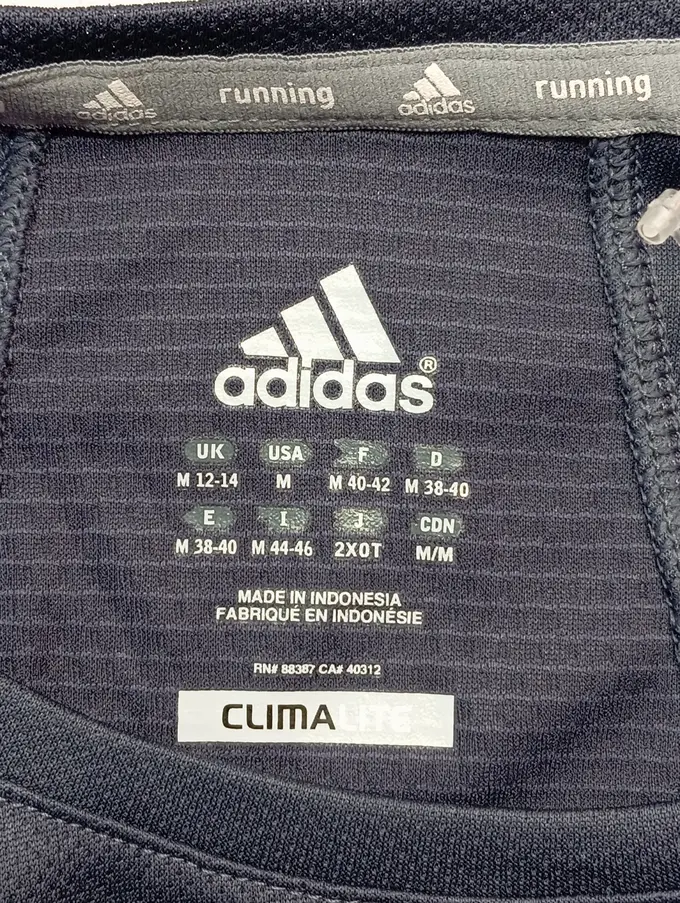 adidas running adidas running
adidas®
UK USA F D
M 12-14 M M 40-42 M 38-40
E I J CDN
M 38-40 M 44-46 2XOT M/M
MADE IN INDONESIA
FABRIQUÉ EN INDONÉSIE
RN# 88387 CA# 40312
CLIMALITE